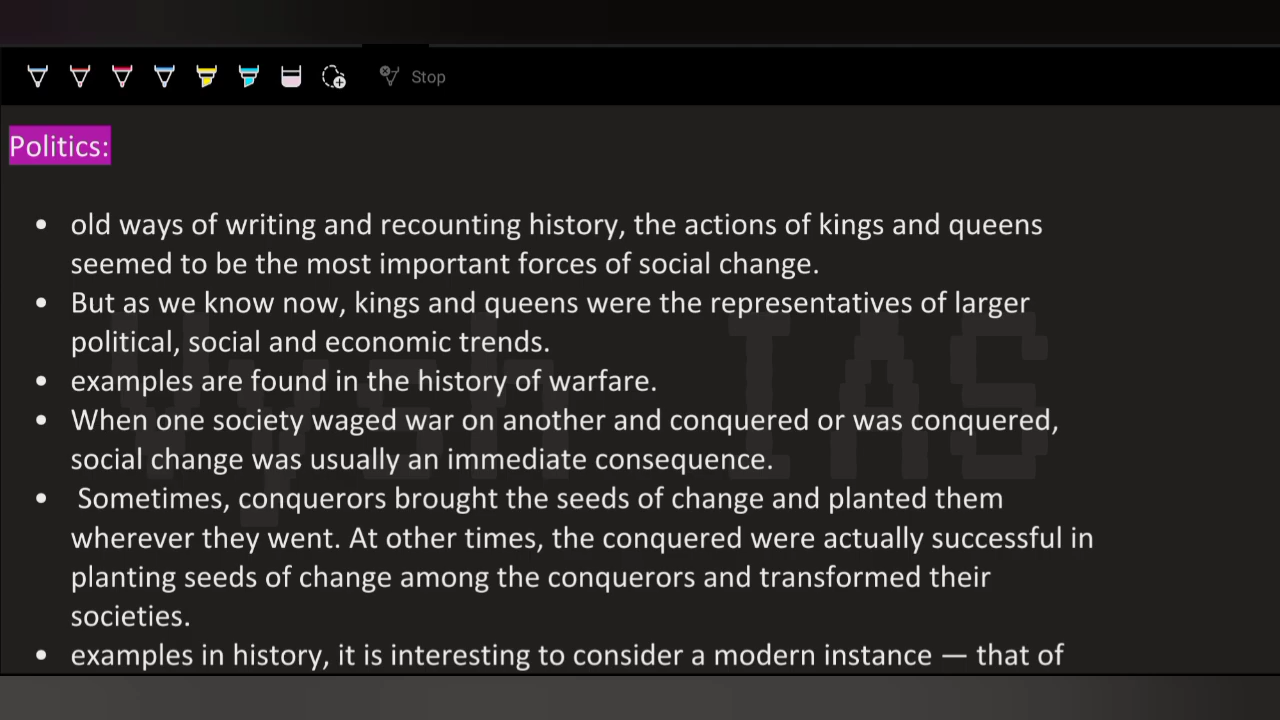 Stop
Politics:
• old ways of writing and recounting history, the actions of kings and queens
seemed to be the most important forces of social change.
• But as we know now, kings and queens were the representatives of larger
political, social and economic trends.
• examples are found in the history of warfare.
• When one society waged war on another and conquered or was conquered,
social change was usually an immediate consequence.
• Sometimes, conquerors brought the seeds of change and planted them
wherever they went. At other times, the conquered were actually successful in
planting seeds of change among the conquerors and transformed their
societies.
• examples in history, it is interesting to consider a modern instance — that of
Vysh IAS